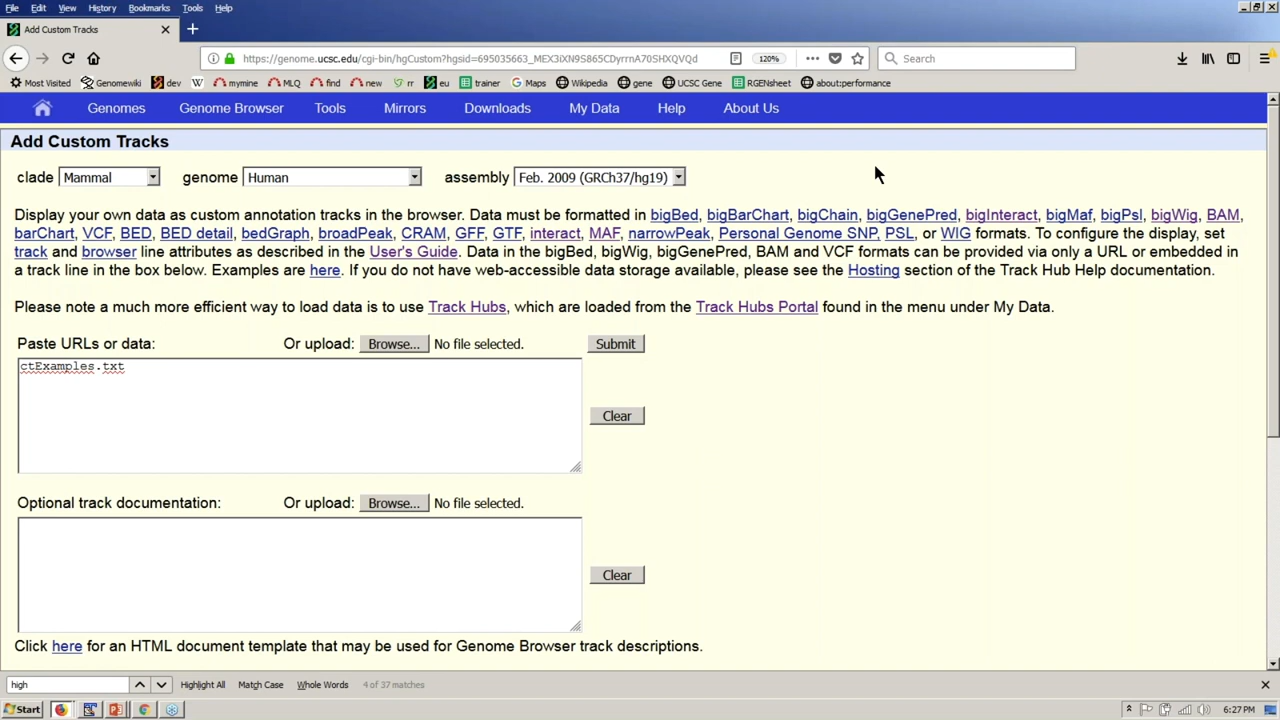 File Edit View History Bookmarks Tools Help
Add Custom Tracks
https://genome.ucsc.edu/cgi-bin/hgCustom?hgsid=695035663_MEX3iXN9S865CDyrrnA70SHXQVQd 120% Search
Most Visited Genomewiki dev mymine MLQ find new rr eu trainer Maps Wikipedia gene UCSC Gene RGENsheet about:performance
Genomes Genome Browser Tools Mirrors Downloads My Data Help About Us
Add Custom Tracks
clade Mammal genome Human assembly Feb. 2009 (GRCh37/hg19)
Display your own data as custom annotation tracks in the browser. Data must be formatted in bigBed, bigBarChart, bigChain, bigGenePred, bigInteract, bigMaf, bigPsl, bigWig, BAM,
barChart, VCF, BED, BED detail, bedGraph, broadPeak, CRAM, GFF, GTF, interact, MAF, narrowPeak, Personal Genome SNP, PSL, or WIG formats. To configure the display, set
track and browser line attributes as described in the User's Guide. Data in the bigBed, bigWig, bigGenePred, BAM and VCF formats can be provided via only a URL or embedded in
a track line in the box below. Examples are here. If you do not have web-accessible data storage available, please see the Hosting section of the Track Hub Help documentation.
Please note a much more efficient way to load data is to use Track Hubs, which are loaded from the Track Hubs Portal found in the menu under My Data.
Paste URLs or data: Or upload: Browse... No file selected. Submit
ctExamples.txt
Clear
Optional track documentation: Or upload: Browse... No file selected.
Clear
Click here for an HTML document template that may be used for Genome Browser track descriptions.
high Highlight All Match Case Whole Words 4 of 37 matches
Start 6:27 PM